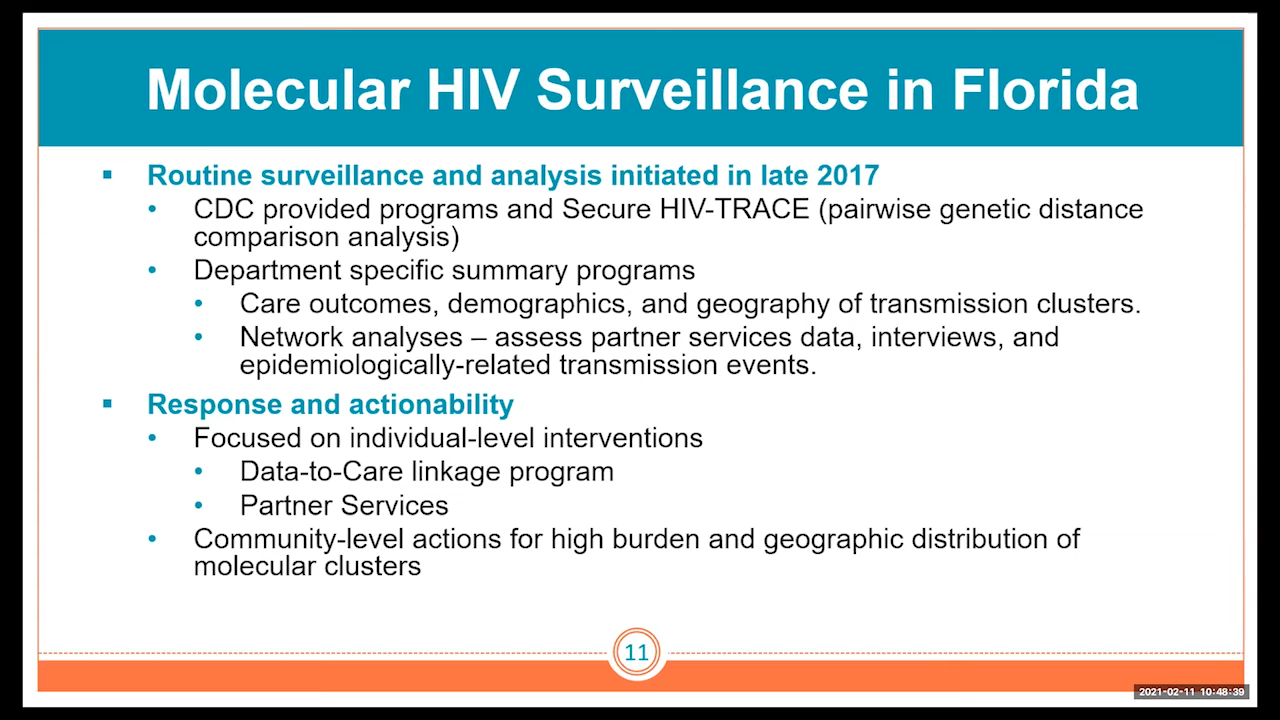 Molecular HIV Surveillance in Florida
▪ Routine surveillance and analysis initiated in late 2017
• CDC provided programs and Secure HIV-TRACE (pairwise genetic distance
comparison analysis)
• Department specific summary programs
• Care outcomes, demographics, and geography of transmission clusters.
• Network analyses – assess partner services data, interviews, and
epidemiologically-related transmission events.
▪ Response and actionability
• Focused on individual-level interventions
• Data-to-Care linkage program
• Partner Services
• Community-level actions for high burden and geographic distribution of
molecular clusters
11
2021-02-11 10:48:39